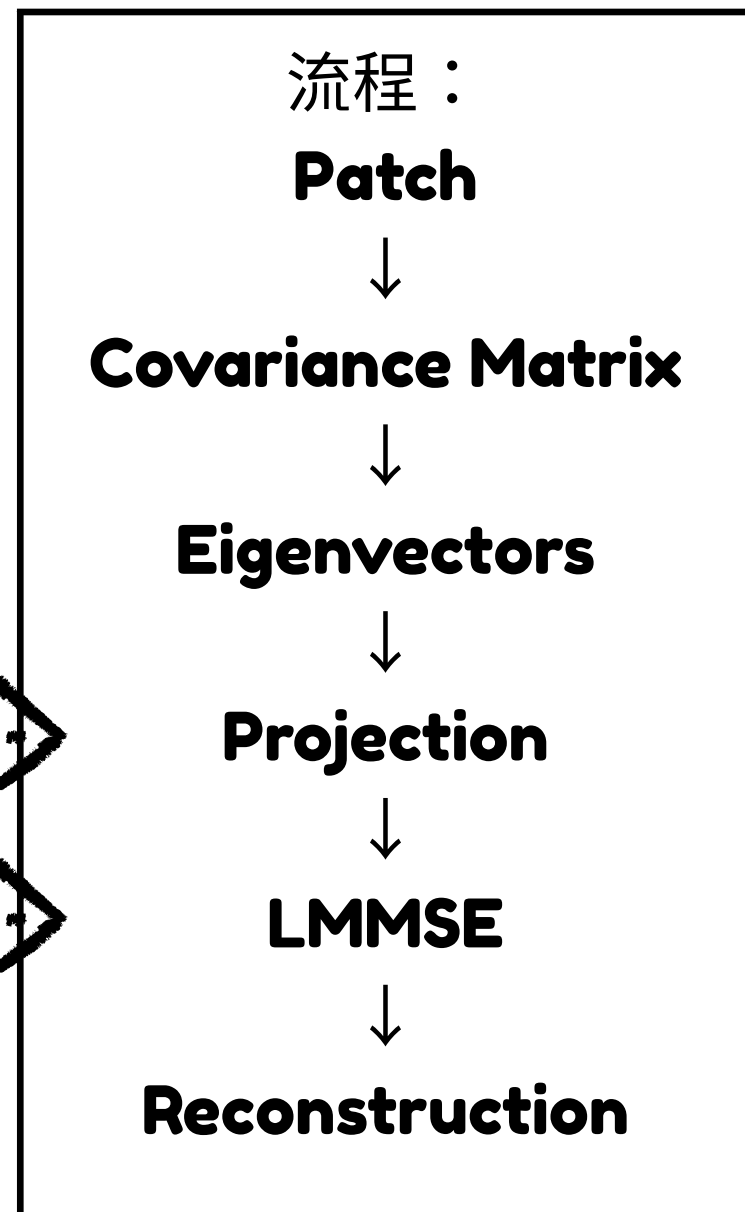 流程：
Patch
↓
Covariance Matrix
↓
Eigenvectors
↓
Projection
↓
LMMSE
↓
Reconstruction